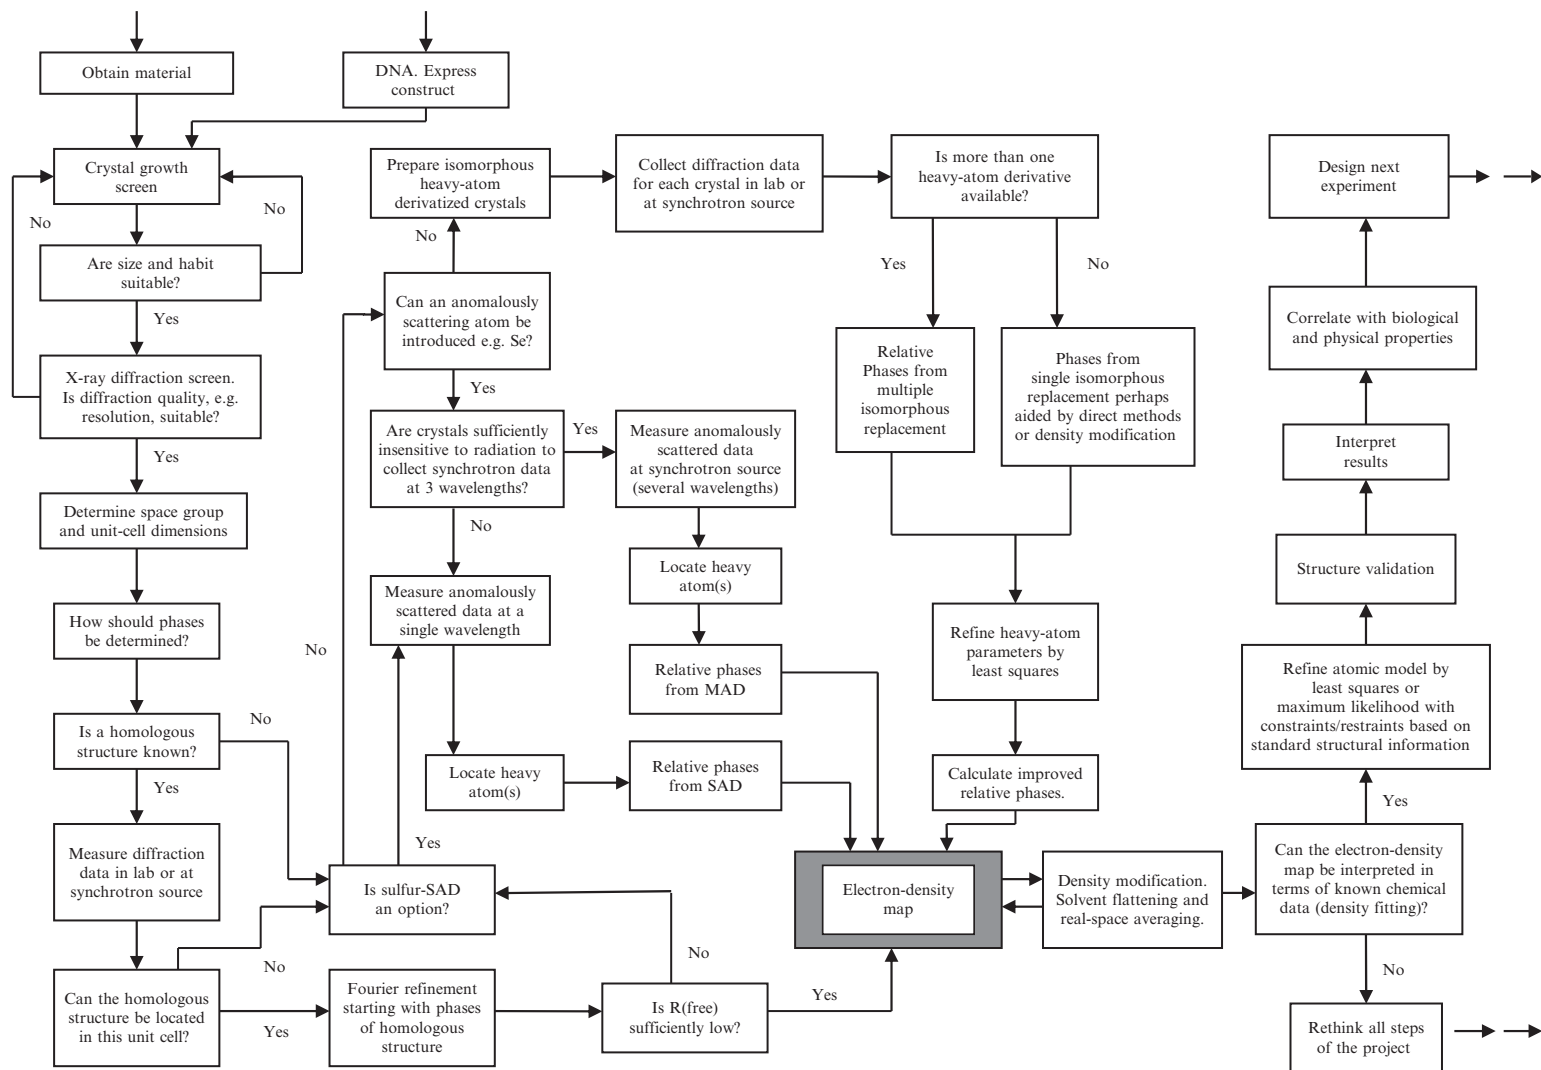 Obtain material
DNA. Express
construct
Crystal growth
screen
No
No
Are size and habit
suitable?
Yes
X-ray diffraction screen.
Is diffraction quality, e.g.
resolution, suitable?
Yes
Determine space group
and unit-cell dimensions
How should phases
be determined?
Is a homologous
structure known?
No
Yes
Measure diffraction
data in lab or at
synchrotron source
Can the homologous
structure be located
in this unit cell?
No
Yes
Fourier refinement
starting with phases
of homologous
structure
Is R(free)
sufficiently low?
No
Yes
Is sulfur-SAD
an option?
No
Yes
Prepare isomorphous
heavy-atom
derivatized crystals
No
Can an anomalously
scattering atom be
introduced e.g. Se?
Yes
Are crystals sufficiently
insensitive to radiation to
collect synchrotron data
at 3 wavelengths?
Yes
No
Measure anomalously
scattered data at a
single wavelength
Locate heavy
atom(s)
Relative phases
from SAD
Measure anomalously
scattered data
at synchrotron source
(several wavelengths)
Locate heavy
atom(s)
Relative phases
from MAD
Collect diffraction data
for each crystal in lab or
at synchrotron source
Is more than one
heavy-atom derivative
available?
Yes
No
Relative
Phases from
multiple
isomorphous
replacement
Phases from
single isomorphous
replacement perhaps
aided by direct methods
or density modification
Refine heavy-atom
parameters by
least squares
Calculate improved
relative phases.
Electron-density
map
Density modification.
Solvent flattening and
real-space averaging.
Can the electron-density
map be interpreted in
terms of known chemical
data (density fitting)?
Yes
No
Rethink all steps
of the project
Refine atomic model by
least squares or
maximum likelihood with
constraints/restraints based on
standard structural information
Structure validation
Interpret
results
Correlate with biological
and physical properties
Design next
experiment